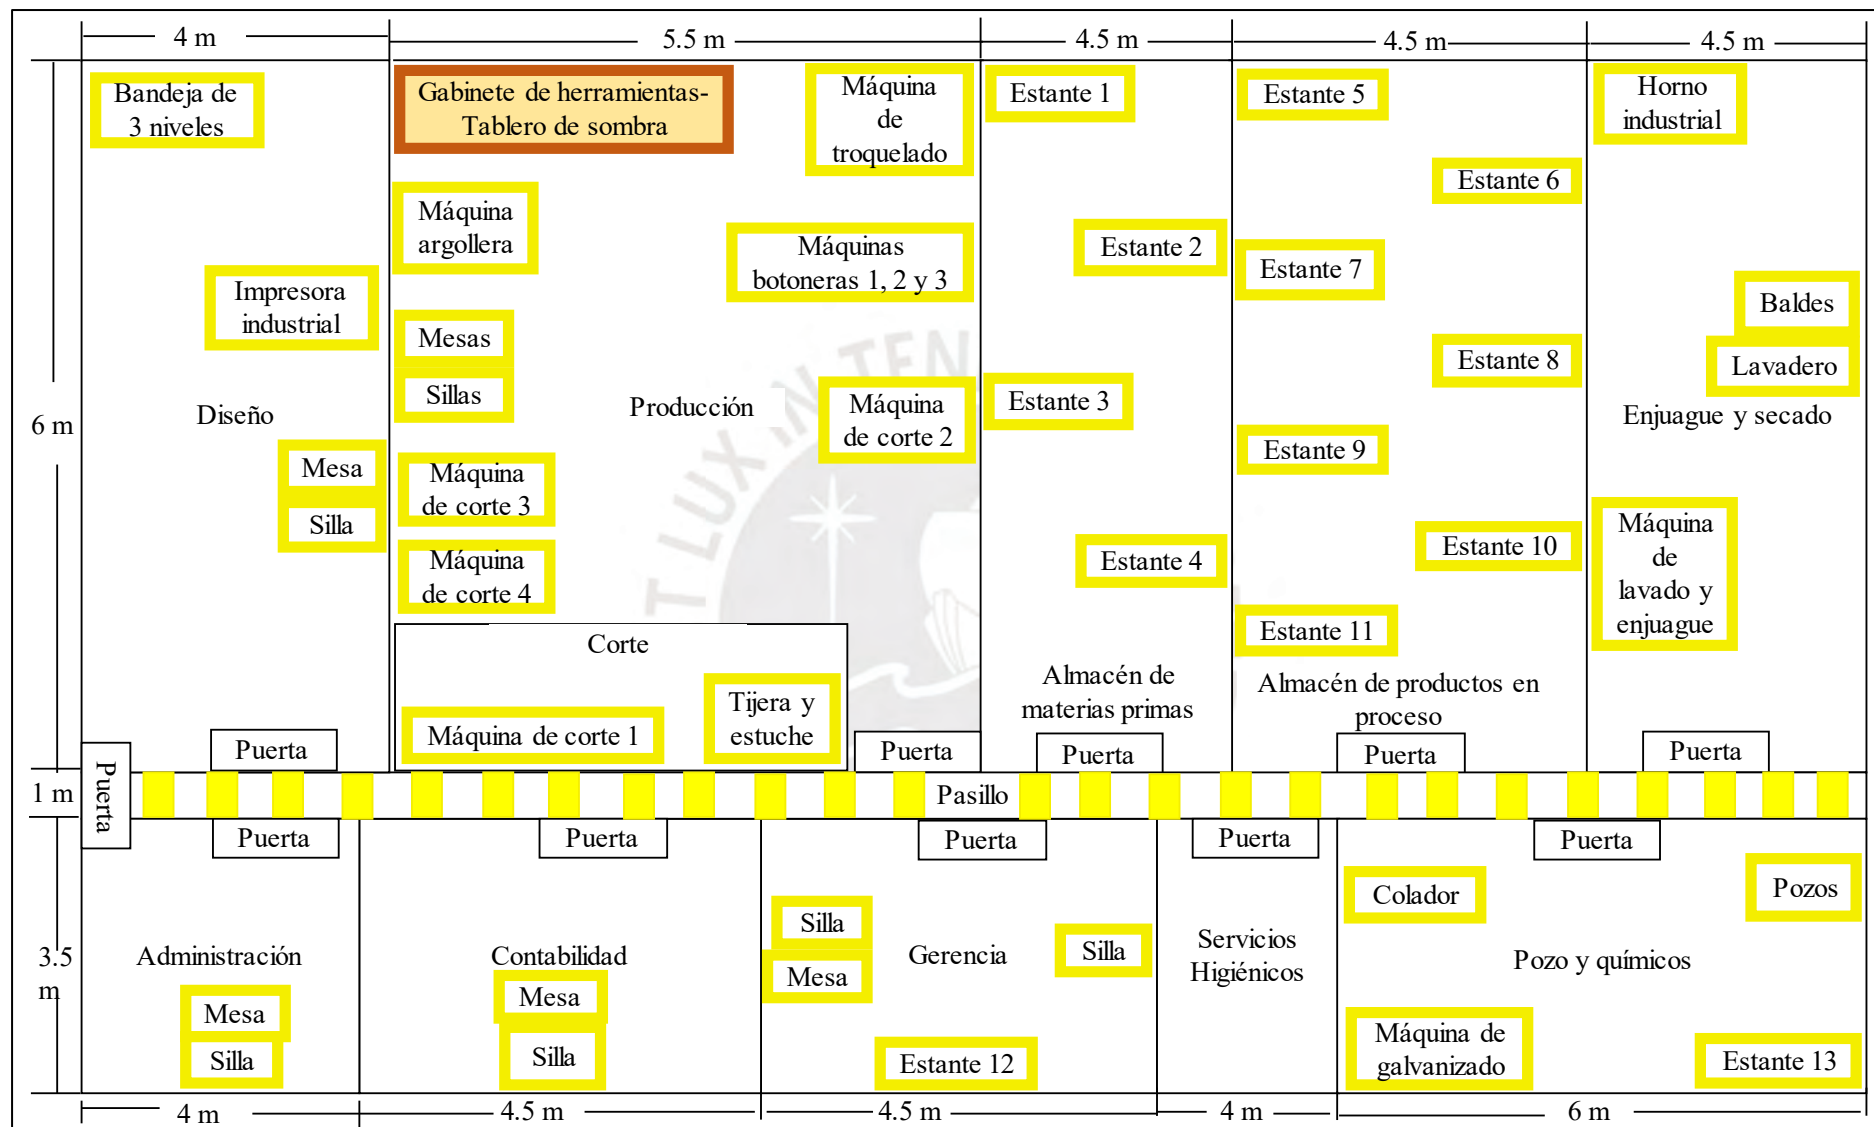 4 m
5.5 m
4.5 m
4.5 m
4.5 m
6 m
1 m
3.5
m
Bandeja de
3 niveles
Impresora
industrial
Diseño
Mesa
Silla
Puerta
Gabinete de herramientas-
Tablero de sombra
Máquina
de
troquelado
Máquina
argollera
Máquinas
botoneras 1, 2 y 3
Mesas
Sillas
Producción
Máquina
de corte 2
Máquina
de corte 3
Máquina
de corte 4
Corte
Máquina de corte 1
Tijera y
estuche
Puerta
Estante 1
Estante 2
Estante 3
Estante 4
Almacén de
materias primas
Puerta
Estante 5
Estante 6
Estante 7
Estante 8
Estante 9
Estante 10
Estante 11
Almacén de productos en
proceso
Puerta
Horno
industrial
Baldes
Lavadero
Enjuague y secado
Máquina
de
lavado y
enjuague
Puerta
Puerta
Pasillo
Puerta
Administración
Mesa
Silla
Puerta
Contabilidad
Mesa
Silla
Puerta
Silla
Mesa
Gerencia
Silla
Estante 12
Puerta
Servicios
Higiénicos
Puerta
Colador
Pozos
Pozo y químicos
Máquina de
galvanizado
Estante 13
4 m
4.5 m
4.5 m
4 m
6 m
ET LUX IN TEN